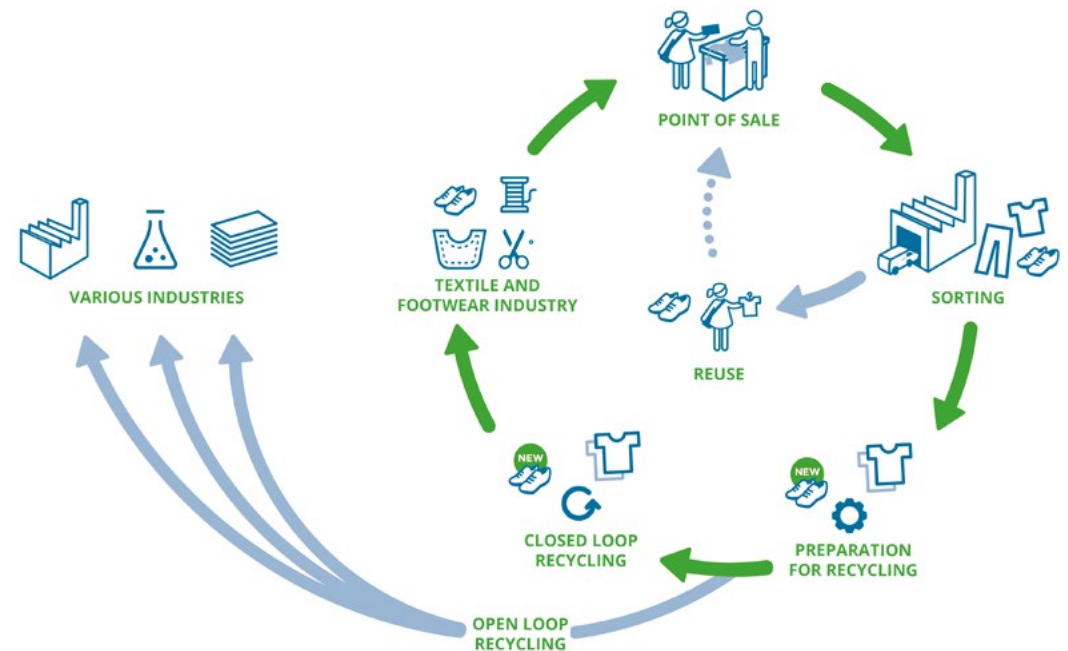 POINT OF SALE
SORTING
REUSE
TEXTILE AND
FOOTWEAR INDUSTRY
VARIOUS INDUSTRIES
NEW
CLOSED LOOP
RECYCLING
NEW
PREPARATION
FOR RECYCLING
OPEN LOOP
RECYCLING